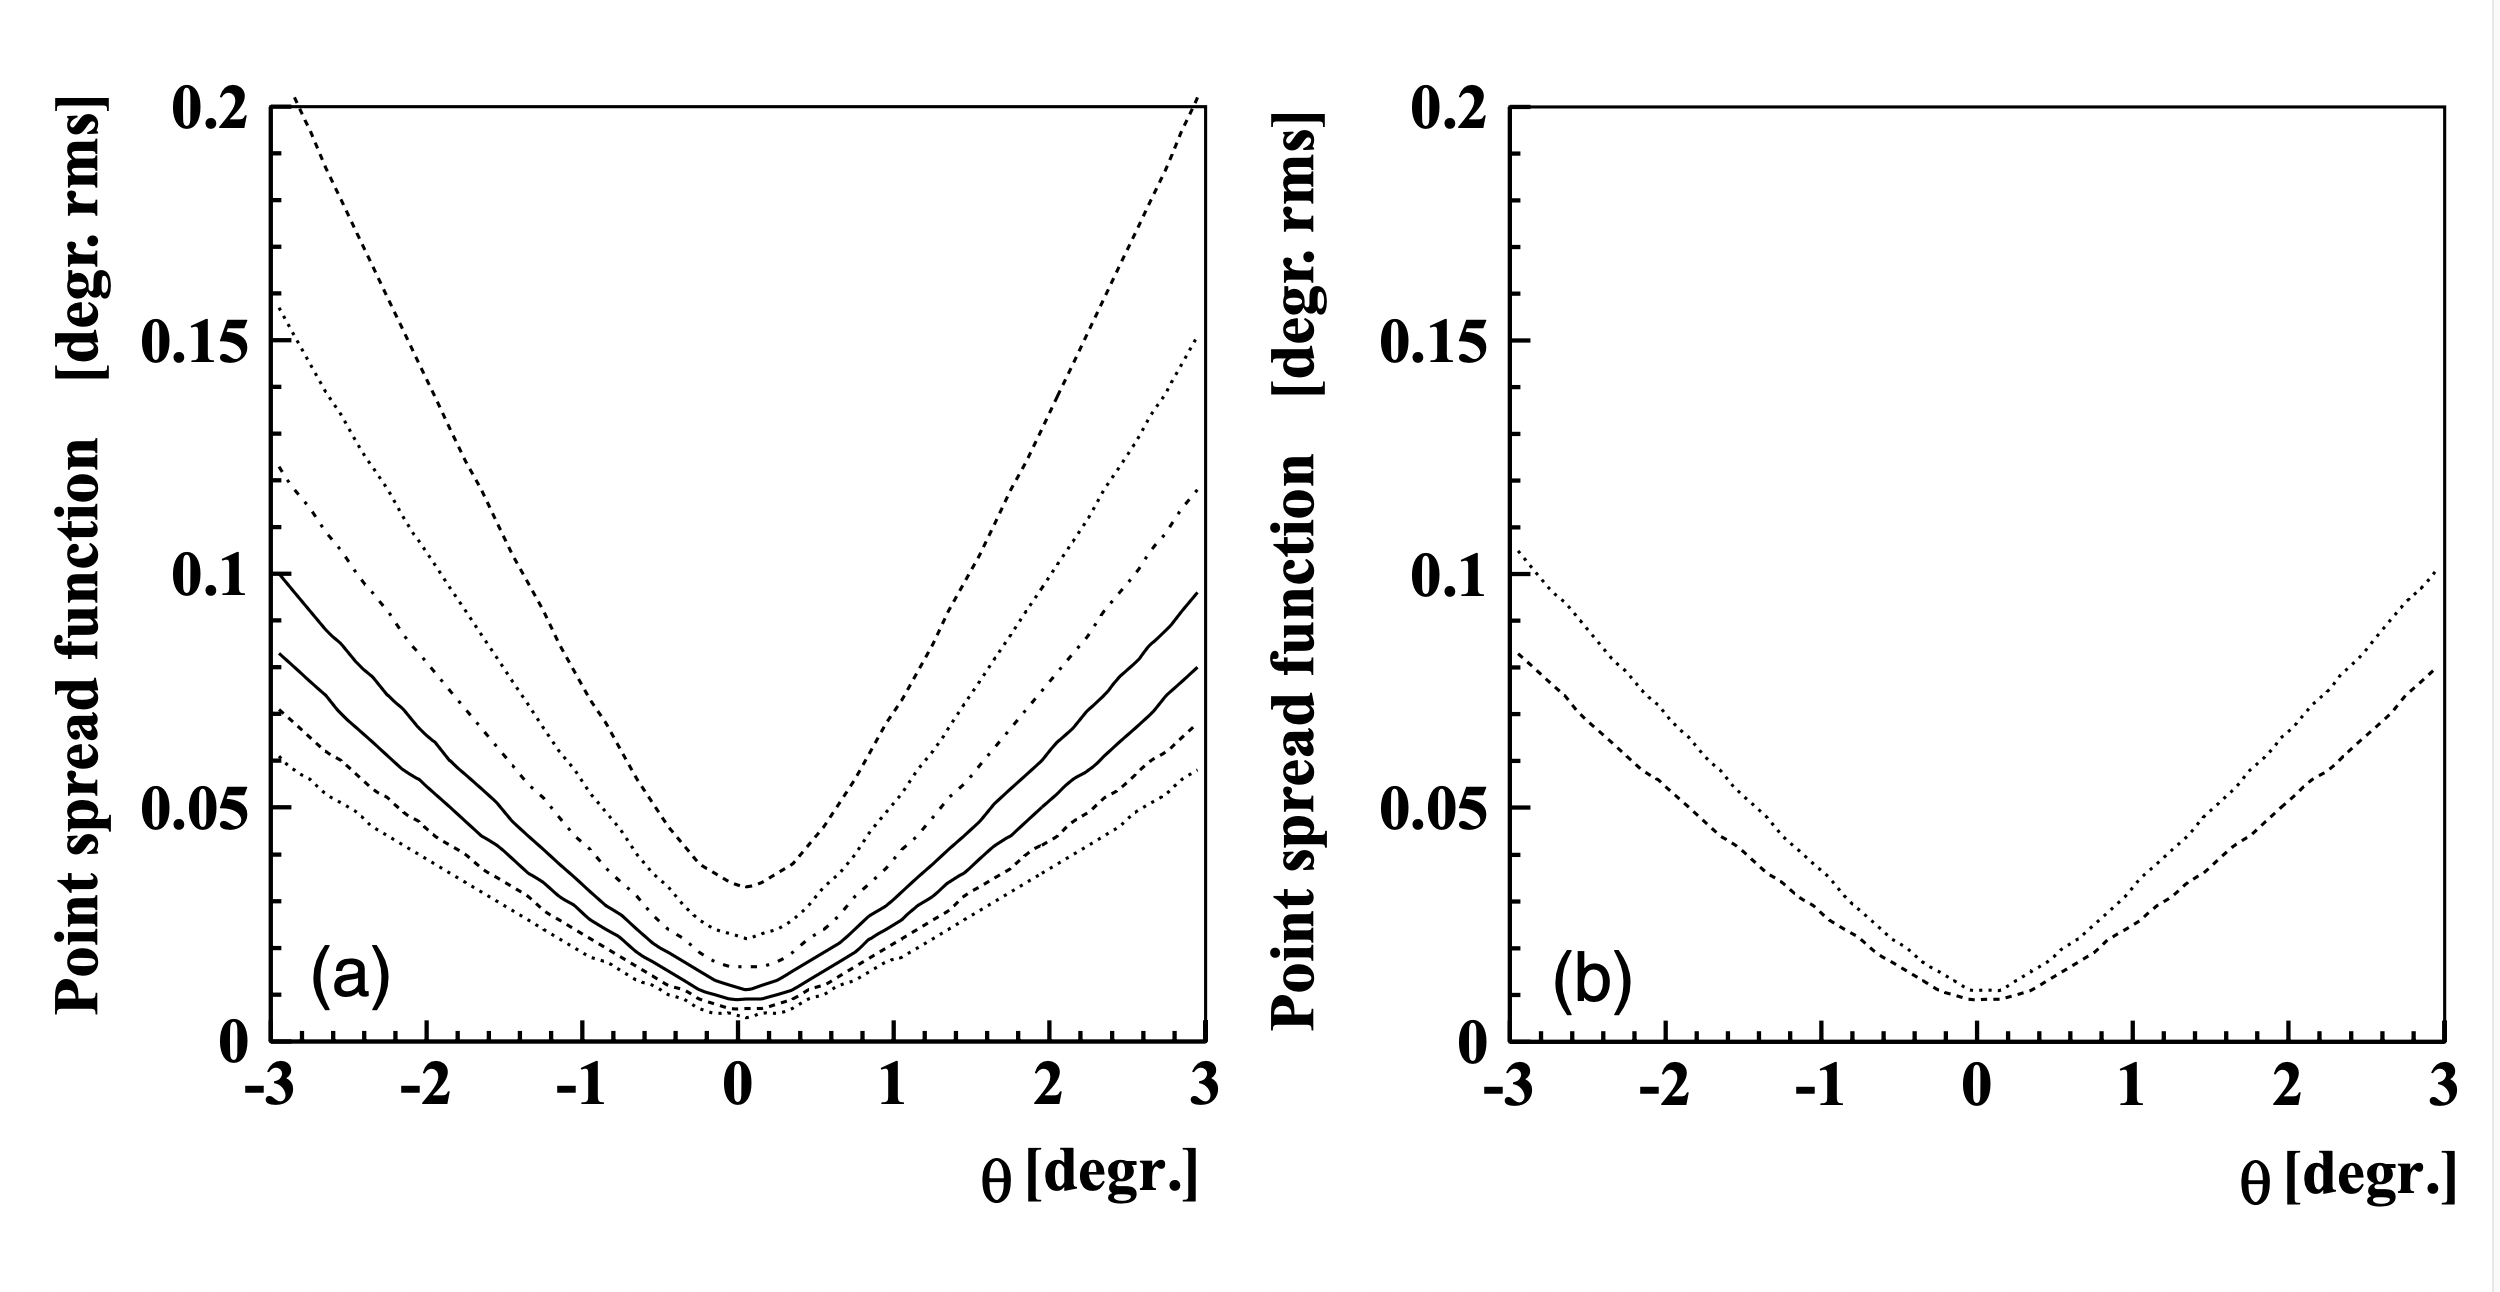 Point spread function [degr. rms]
0.2
0.15
0.1
0.05
0
(a)
-3 -2 -1 0 1 2 3
θ [degr.]
Point spread function [degr. rms]
0.2
0.15
0.1
0.05
0
(b)
-3 -2 -1 0 1 2 3
θ [degr.]